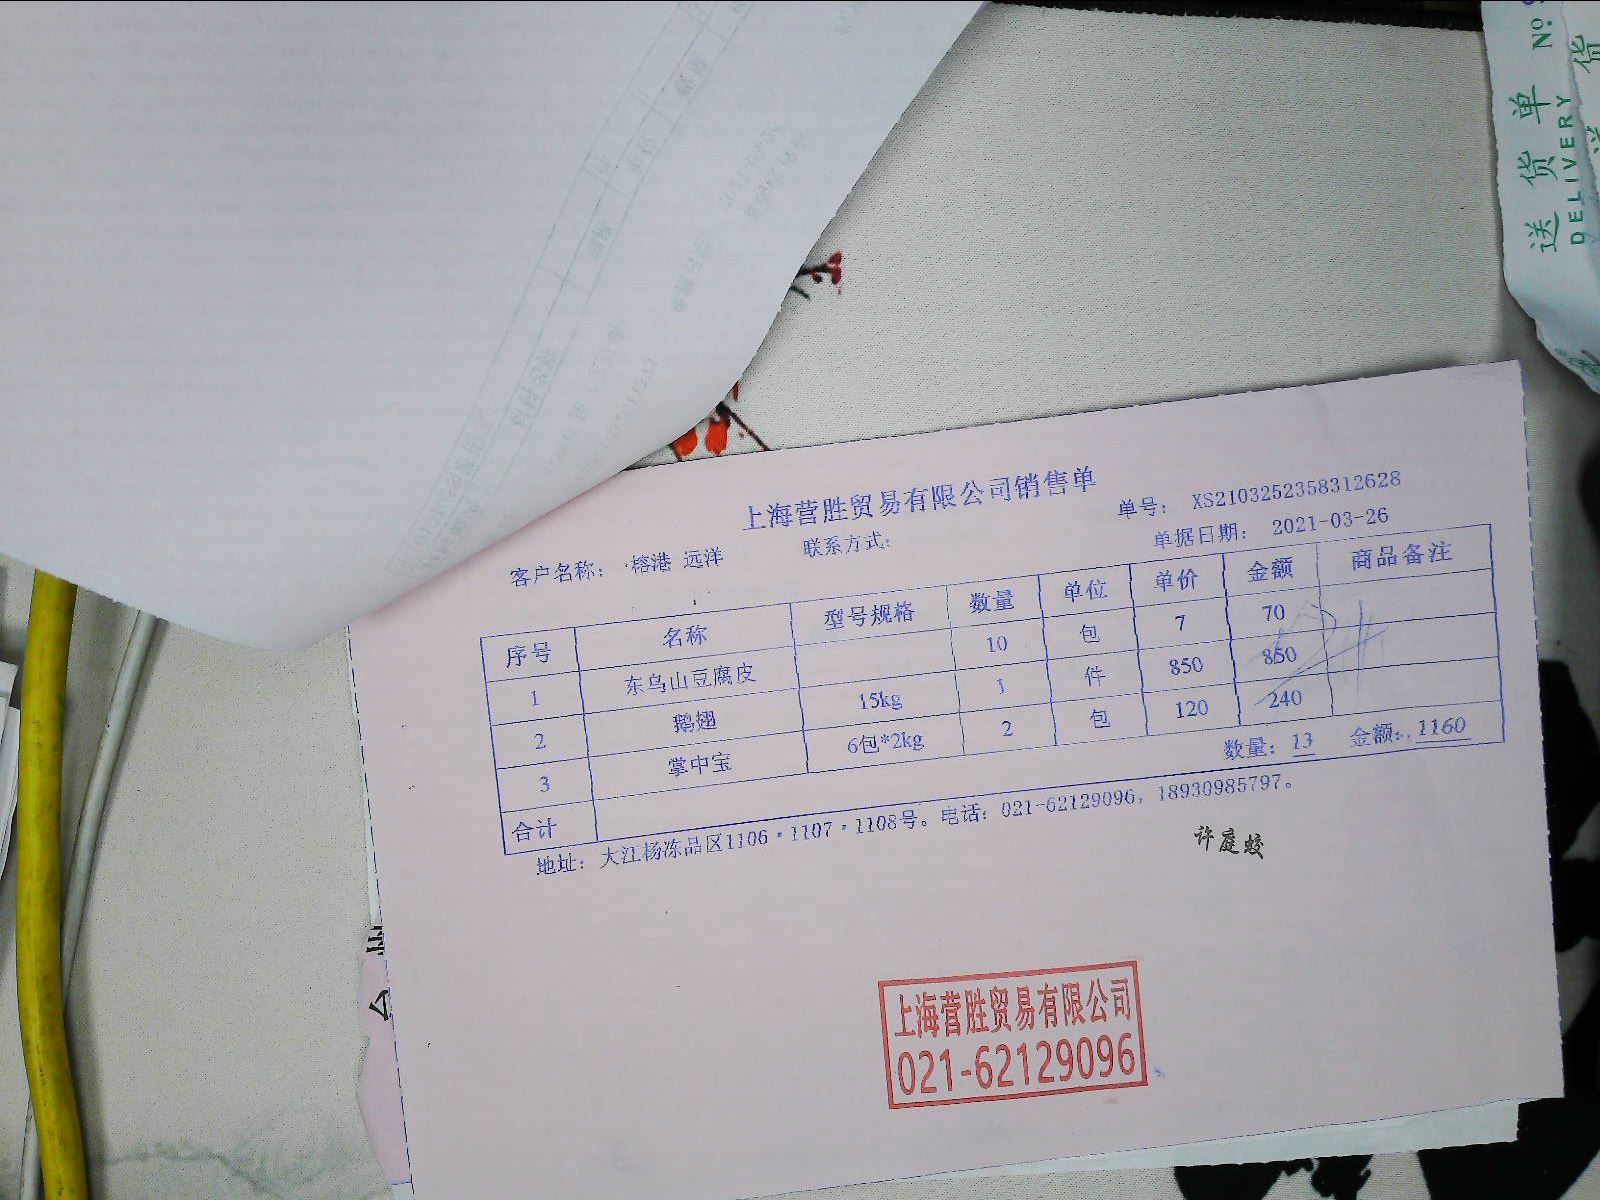 上海营胜贸易有限公司销售单
单号： XS2103252358312628
客户名称： 榕港 远洋 联系方式： 单据日期： 2021-03-26
序号 名称 型号规格 数量 单位 单价 金额 商品备注
1 东乌山豆腐皮 10 包 7 70
2 鹅翅 15kg 1 件 850 850
3 掌中宝 6包*2kg 2 包 120 240
合计 数量：13 金额：1160
地址： 大江杨冻品区1106·1107·1108号。电话：021-62129096，18930985797。
许庭蛟
上海营胜贸易有限公司
021-62129096
送货单 №
DELIVERY
送 货